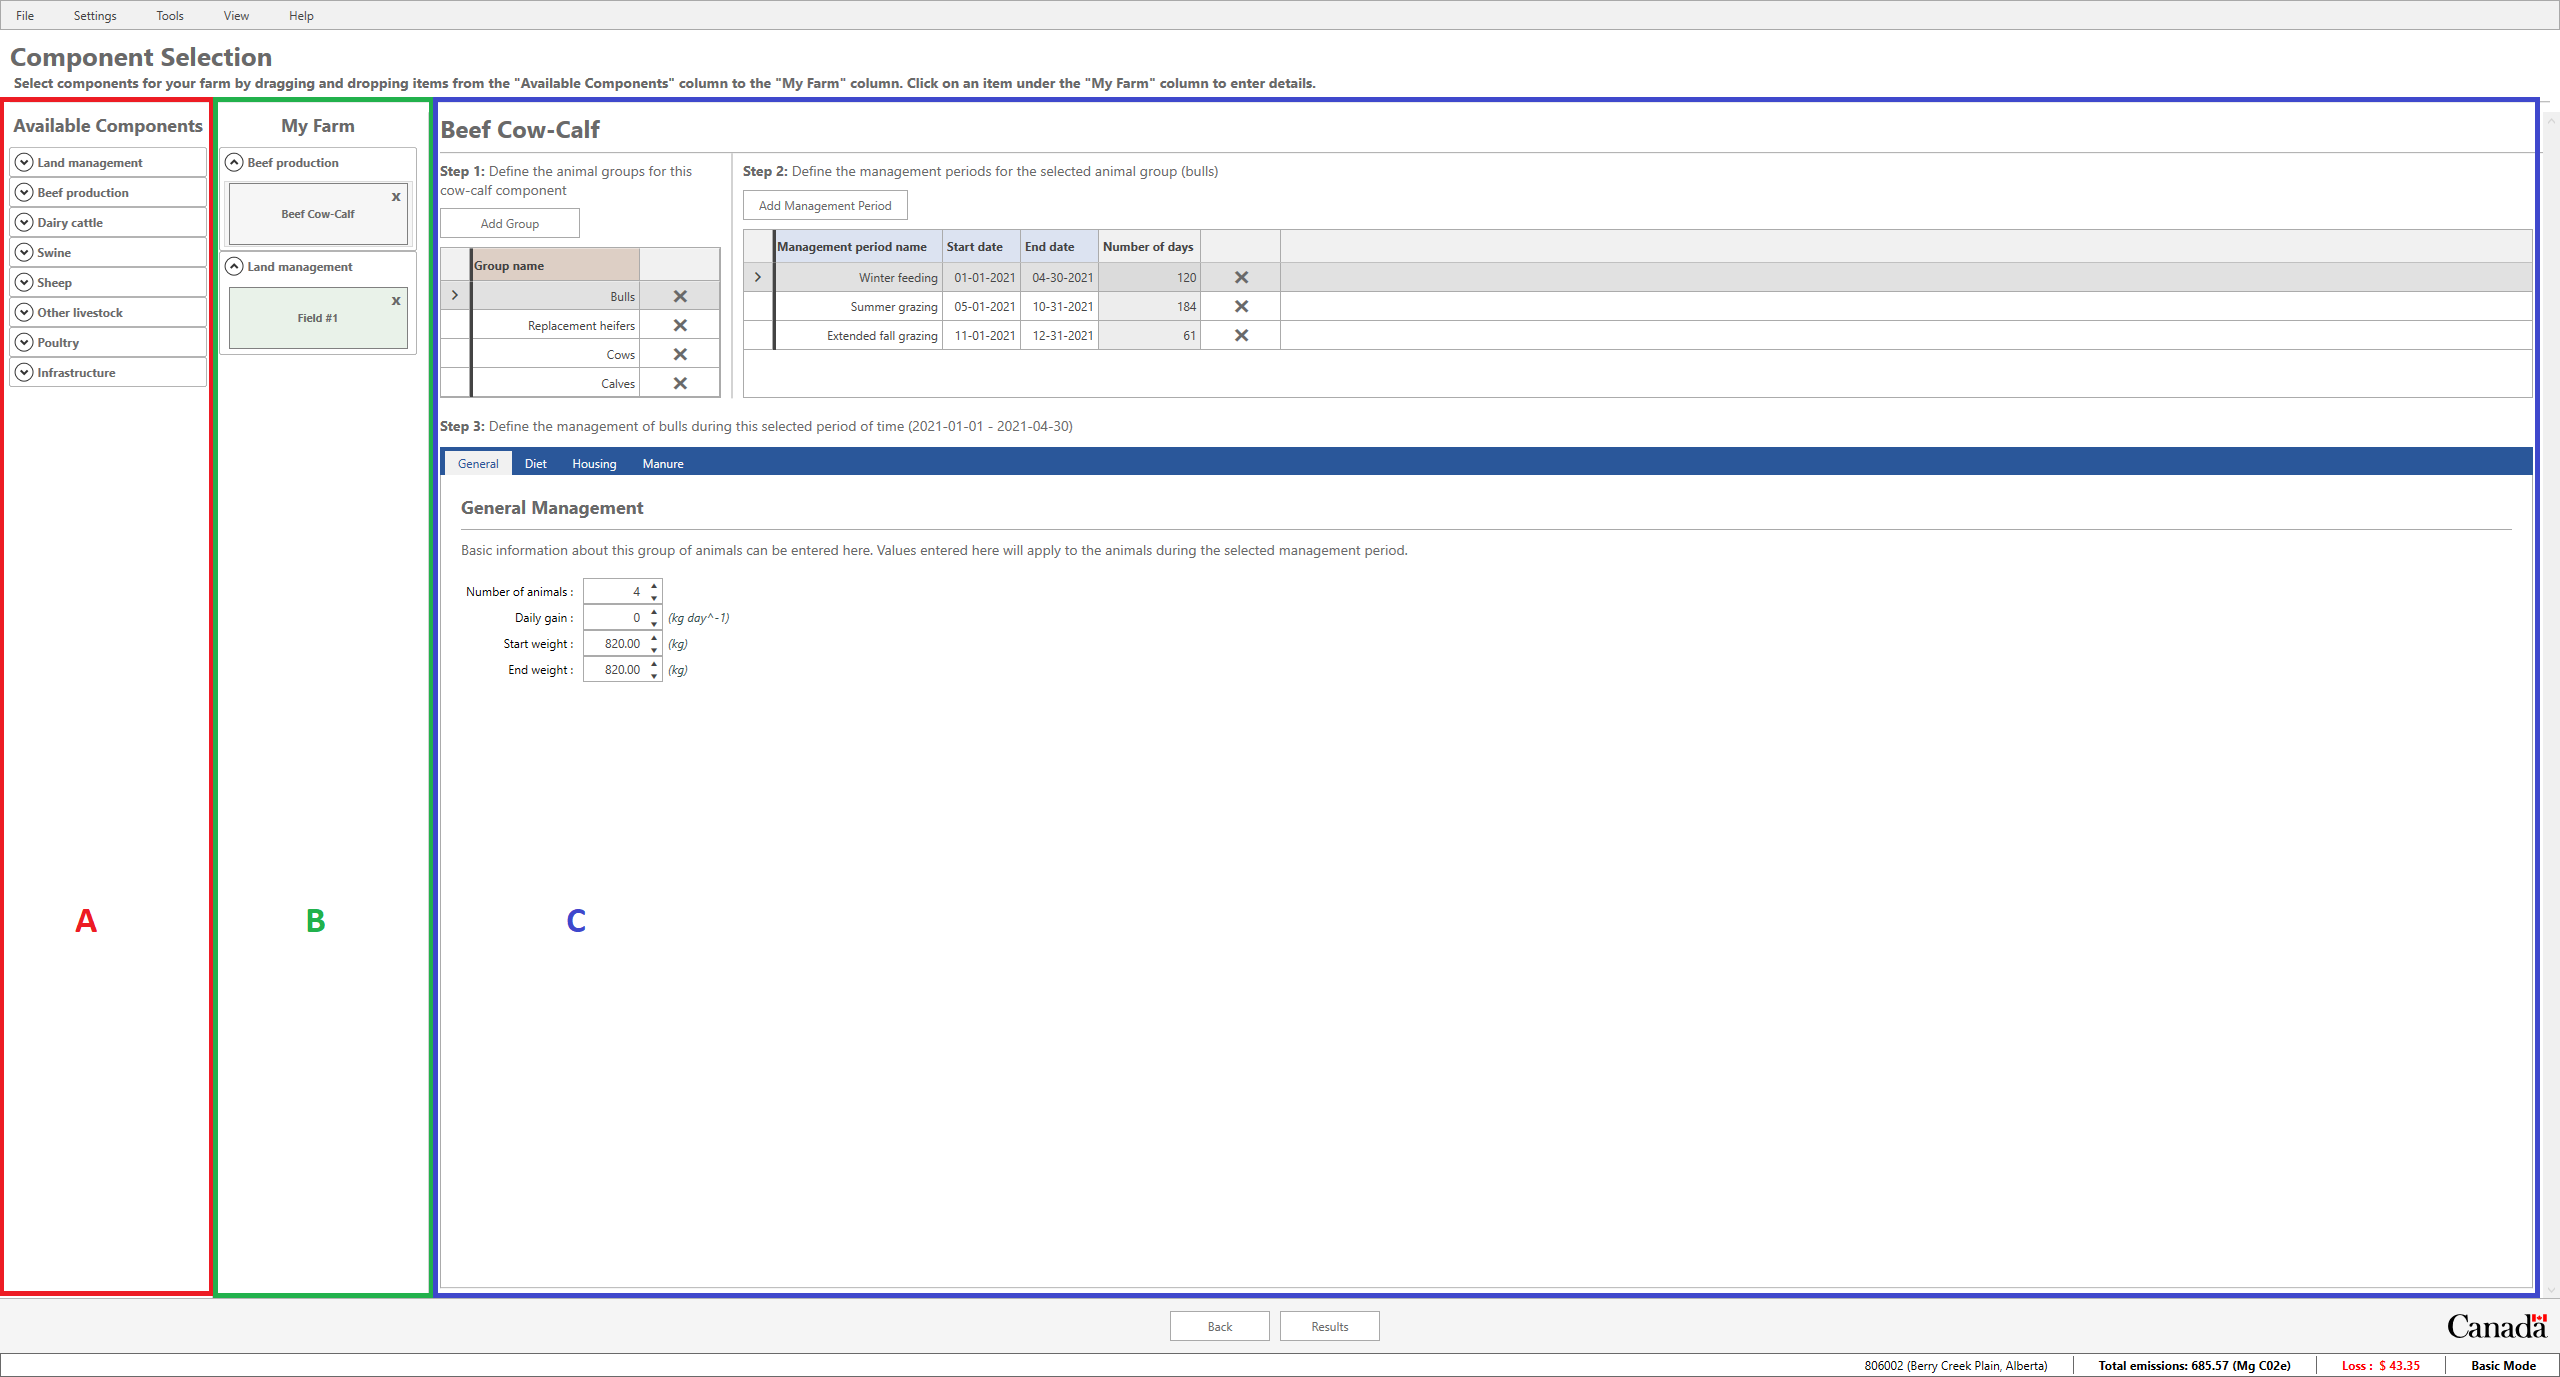 File Settings Tools View Help
Component Selection
Select components for your farm by dragging and dropping items from the "Available Components" column to the "My Farm" column. Click on an item under the "My Farm" column to enter details.
Available Components
Land management
Beef production
Dairy cattle
Swine
Sheep
Other livestock
Poultry
Infrastructure
A
My Farm
Beef production
x
Beef Cow-Calf
Land management
x
Field #1
B
Beef Cow-Calf
Step 1: Define the animal groups for this
cow-calf component
Add Group
Group name
Bulls
Replacement heifers
Cows
Calves
Step 2: Define the management periods for the selected animal group (bulls)
Add Management Period
Management period name Start date End date Number of days
Winter feeding 01-01-2021 04-30-2021 120
Summer grazing 05-01-2021 10-31-2021 184
Extended fall grazing 11-01-2021 12-31-2021 61
Step 3: Define the management of bulls during this selected period of time (2021-01-01 - 2021-04-30)
General Diet Housing Manure
General Management
Basic information about this group of animals can be entered here. Values entered here will apply to the animals during the selected management period.
Number of animals : 4
Daily gain : 0 (kg day^-1)
Start weight : 820.00 (kg)
End weight : 820.00 (kg)
C
Back Results
Canada
806002 (Berry Creek Plain, Alberta) Total emissions: 685.57 (Mg C02e) Loss : $ 43.35 Basic Mode